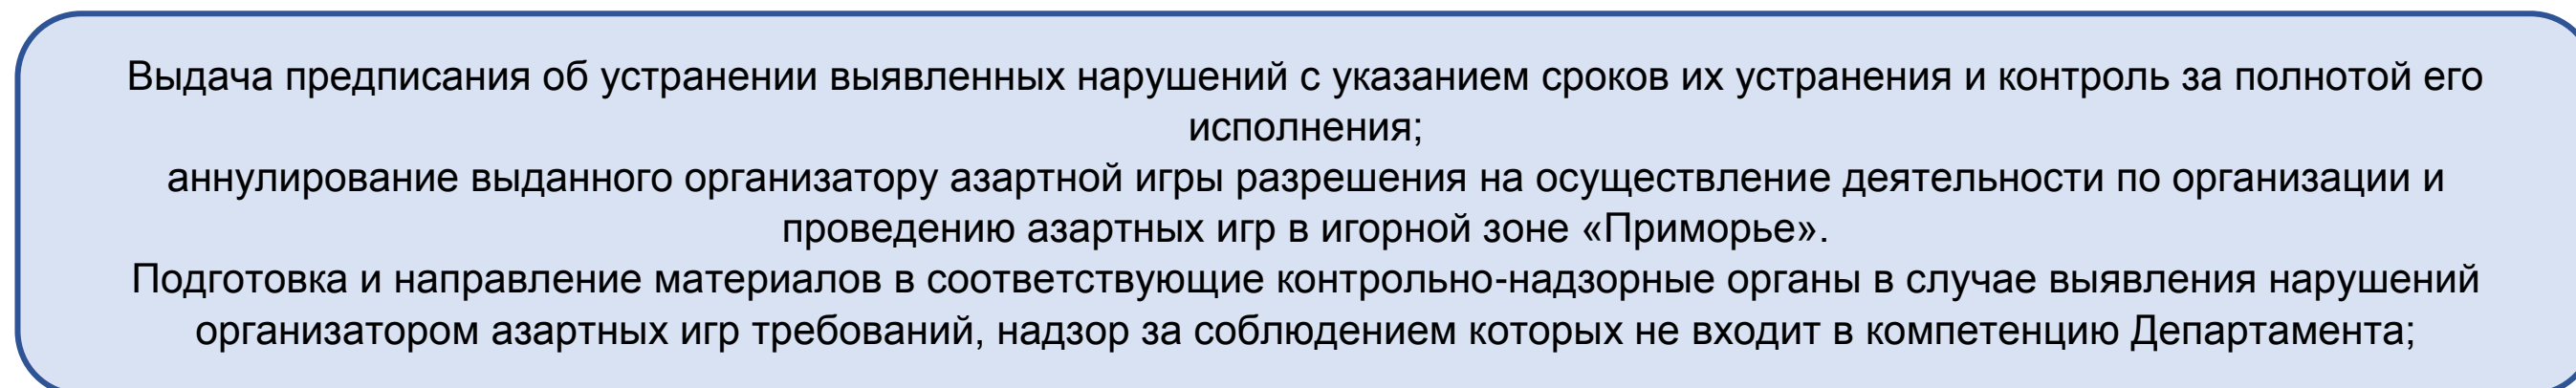 Выдача предписания об устранении выявленных нарушений с указанием сроков их устранения и контроль за полнотой его
исполнения;
аннулирование выданного организатору азартной игры разрешения на осуществление деятельности по организации и
проведению азартных игр в игорной зоне «Приморье».
Подготовка и направление материалов в соответствующие контрольно-надзорные органы в случае выявления нарушений
организатором азартных игр требований, надзор за соблюдением которых не входит в компетенцию Департамента;